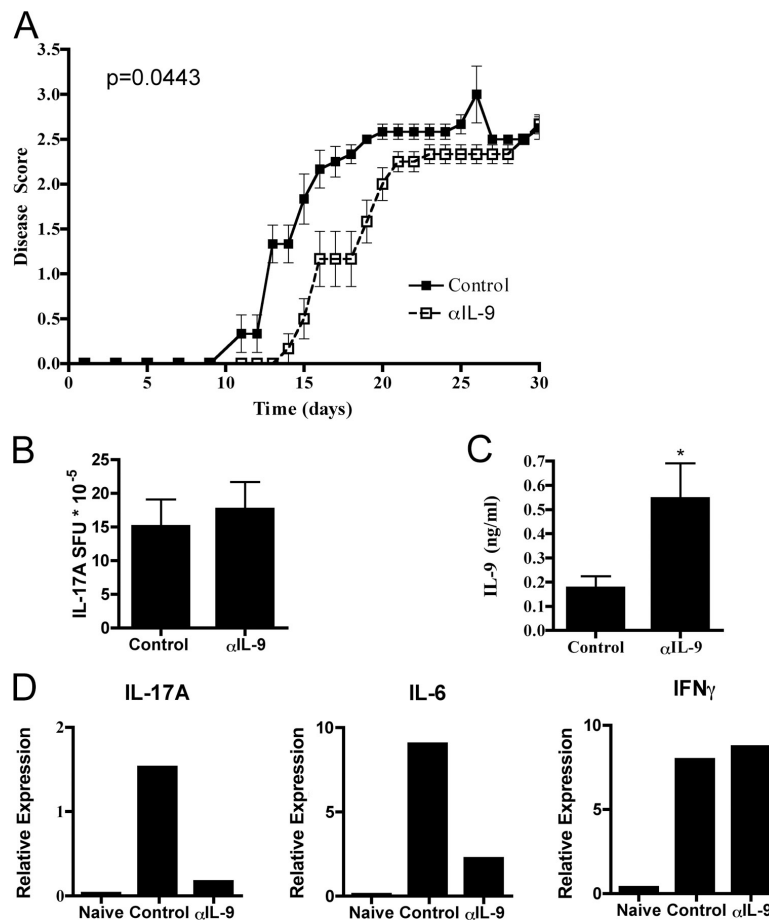 A
3.5
p=0.0443
3.0
2.5
2.0
1.5
1.0
0.5
0.0
Disease Score
Control
αIL-9
0 5 10 15 20 25 30
Time (days)
B
25
20
15
10
5
0
IL-17A SFU * 10-5
Control αIL-9
C
0.7
0.6
0.5
0.4
0.3
0.2
0.1
0.0
IL-9 (ng/ml)
*
Control αIL-9
D
IL-17A
2
1
0
Relative Expression
Naive Control αIL-9
IL-6
10
5
0
Relative Expression
Naive Control αIL-9
IFNγ
10
5
0
Relative Expression
Naive Control αIL-9